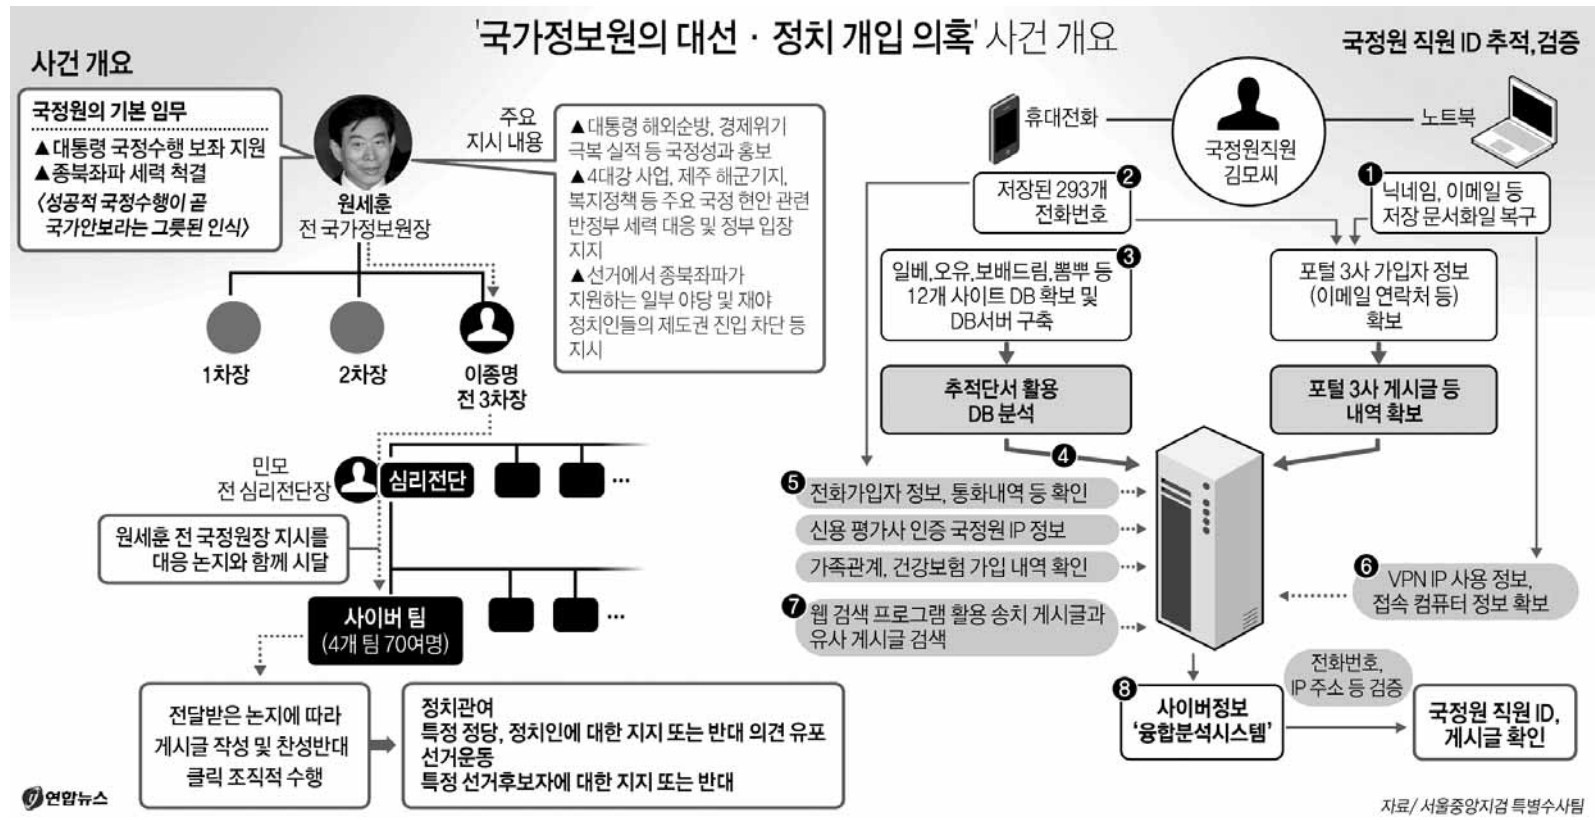 '국가정보원의 대선 · 정치 개입 의혹' 사건 개요
사건 개요
국정원의 기본 임무
▲대통령 국정수행 보좌 지원
▲종북좌파 세력 척결
〈성공적 국정수행이 곧
국가안보라는 그릇된 인식〉
원세훈
전 국가정보원장
주요
지시 내용
▲대통령 해외순방, 경제위기
극복 실적 등 국정성과 홍보
▲4대강 사업, 제주 해군기지,
복지정책 등 주요 국정 현안 관련
반정부 세력 대응 및 정부 입장
지지
▲선거에서 종북좌파가
지원하는 일부 야당 및 재야
정치인들의 제도권 진입 차단 등
지시
1차장
2차장
이종명
전 3차장
민모
전 심리전단장
심리전단
...
원세훈 전 국정원장 지시를
대응 논지와 함께 시달
사이버 팀
(4개 팀 70여명)
...
전달받은 논지에 따라
게시글 작성 및 찬성반대
클릭 조직적 수행
정치관여
특정 정당, 정치인에 대한 지지 또는 반대 의견 유포
선거운동
특정 선거후보자에 대한 지지 또는 반대
연합뉴스
국정원 직원 ID 추적,검증
휴대전화
국정원직원
김모씨
노트북
❶
닉네임, 이메일 등
저장 문서화일 복구
❷
저장된 293개
전화번호
❸
일베,오유,보배드림,뽐뿌 등
12개 사이트 DB 확보 및
DB서버 구축
포털 3사 가입자 정보
(이메일 연락처 등)
확보
추적단서 활용
DB 분석
포털 3사 게시글 등
내역 확보
❹
❺ 전화가입자 정보, 통화내역 등 확인
신용 평가사 인증 국정원 IP 정보
가족관계, 건강보험 가입 내역 확인
❻ VPN IP 사용 정보,
접속 컴퓨터 정보 확보
❼ 웹 검색 프로그램 활용 송치 게시글과
유사 게시글 검색
❽ 사이버정보
'융합분석시스템'
전화번호,
IP 주소 등 검증
국정원 직원 ID,
게시글 확인
자료/ 서울중앙지검 특별수사팀